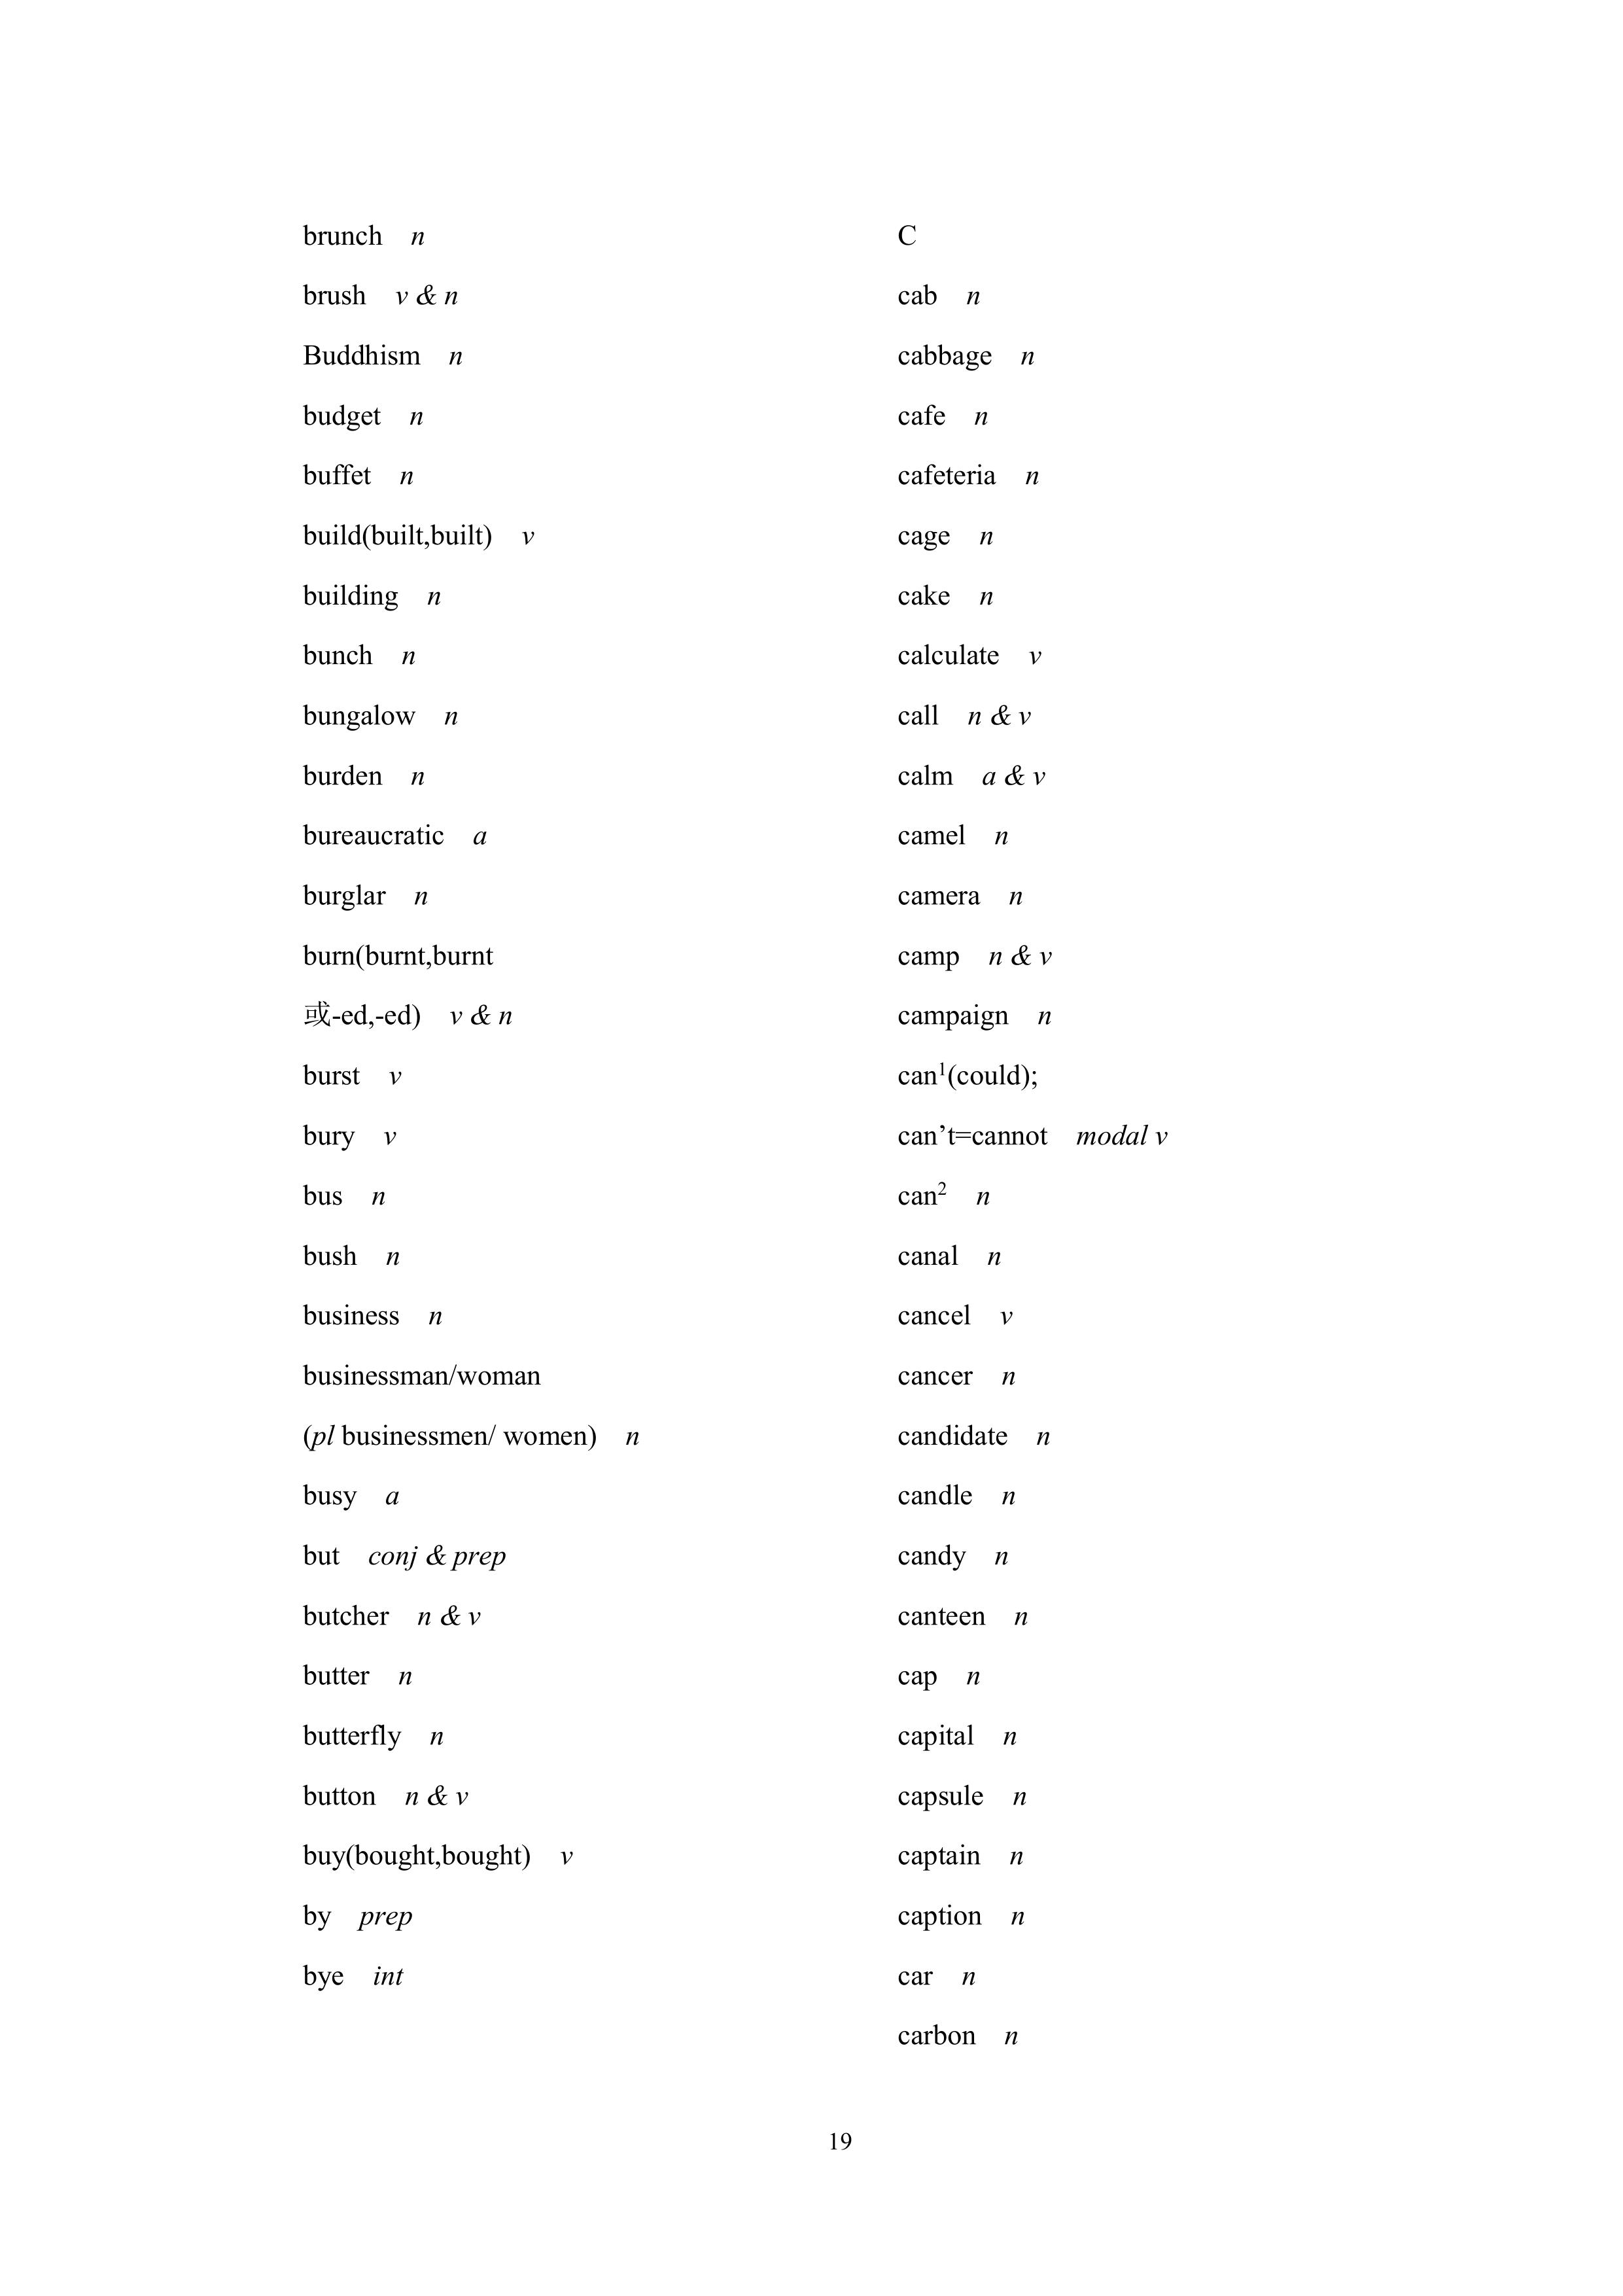 brunch n
brush v & n
Buddhism n
budget n
buffet n
build(built,built) v
building n
bunch n
bungalow n
burden n
bureaucratic a
burglar n
burn(burnt,burnt
或-ed,-ed) v & n
burst v
bury v
bus n
bush n
business n
businessman/woman
(pl businessmen/ women) n
busy a
but conj & prep
butcher n & v
butter n
butterfly n
button n & v
buy(bought,bought) v
by prep
bye int
C
cab n
cabbage n
cafe n
cafeteria n
cage n
cake n
calculate v
call n & v
calm a & v
camel n
camera n
camp n & v
campaign n
can¹(could);
can’t=cannot modal v
can² n
canal n
cancel v
cancer n
candidate n
candle n
candy n
canteen n
cap n
capital n
capsule n
captain n
caption n
car n
carbon n
19